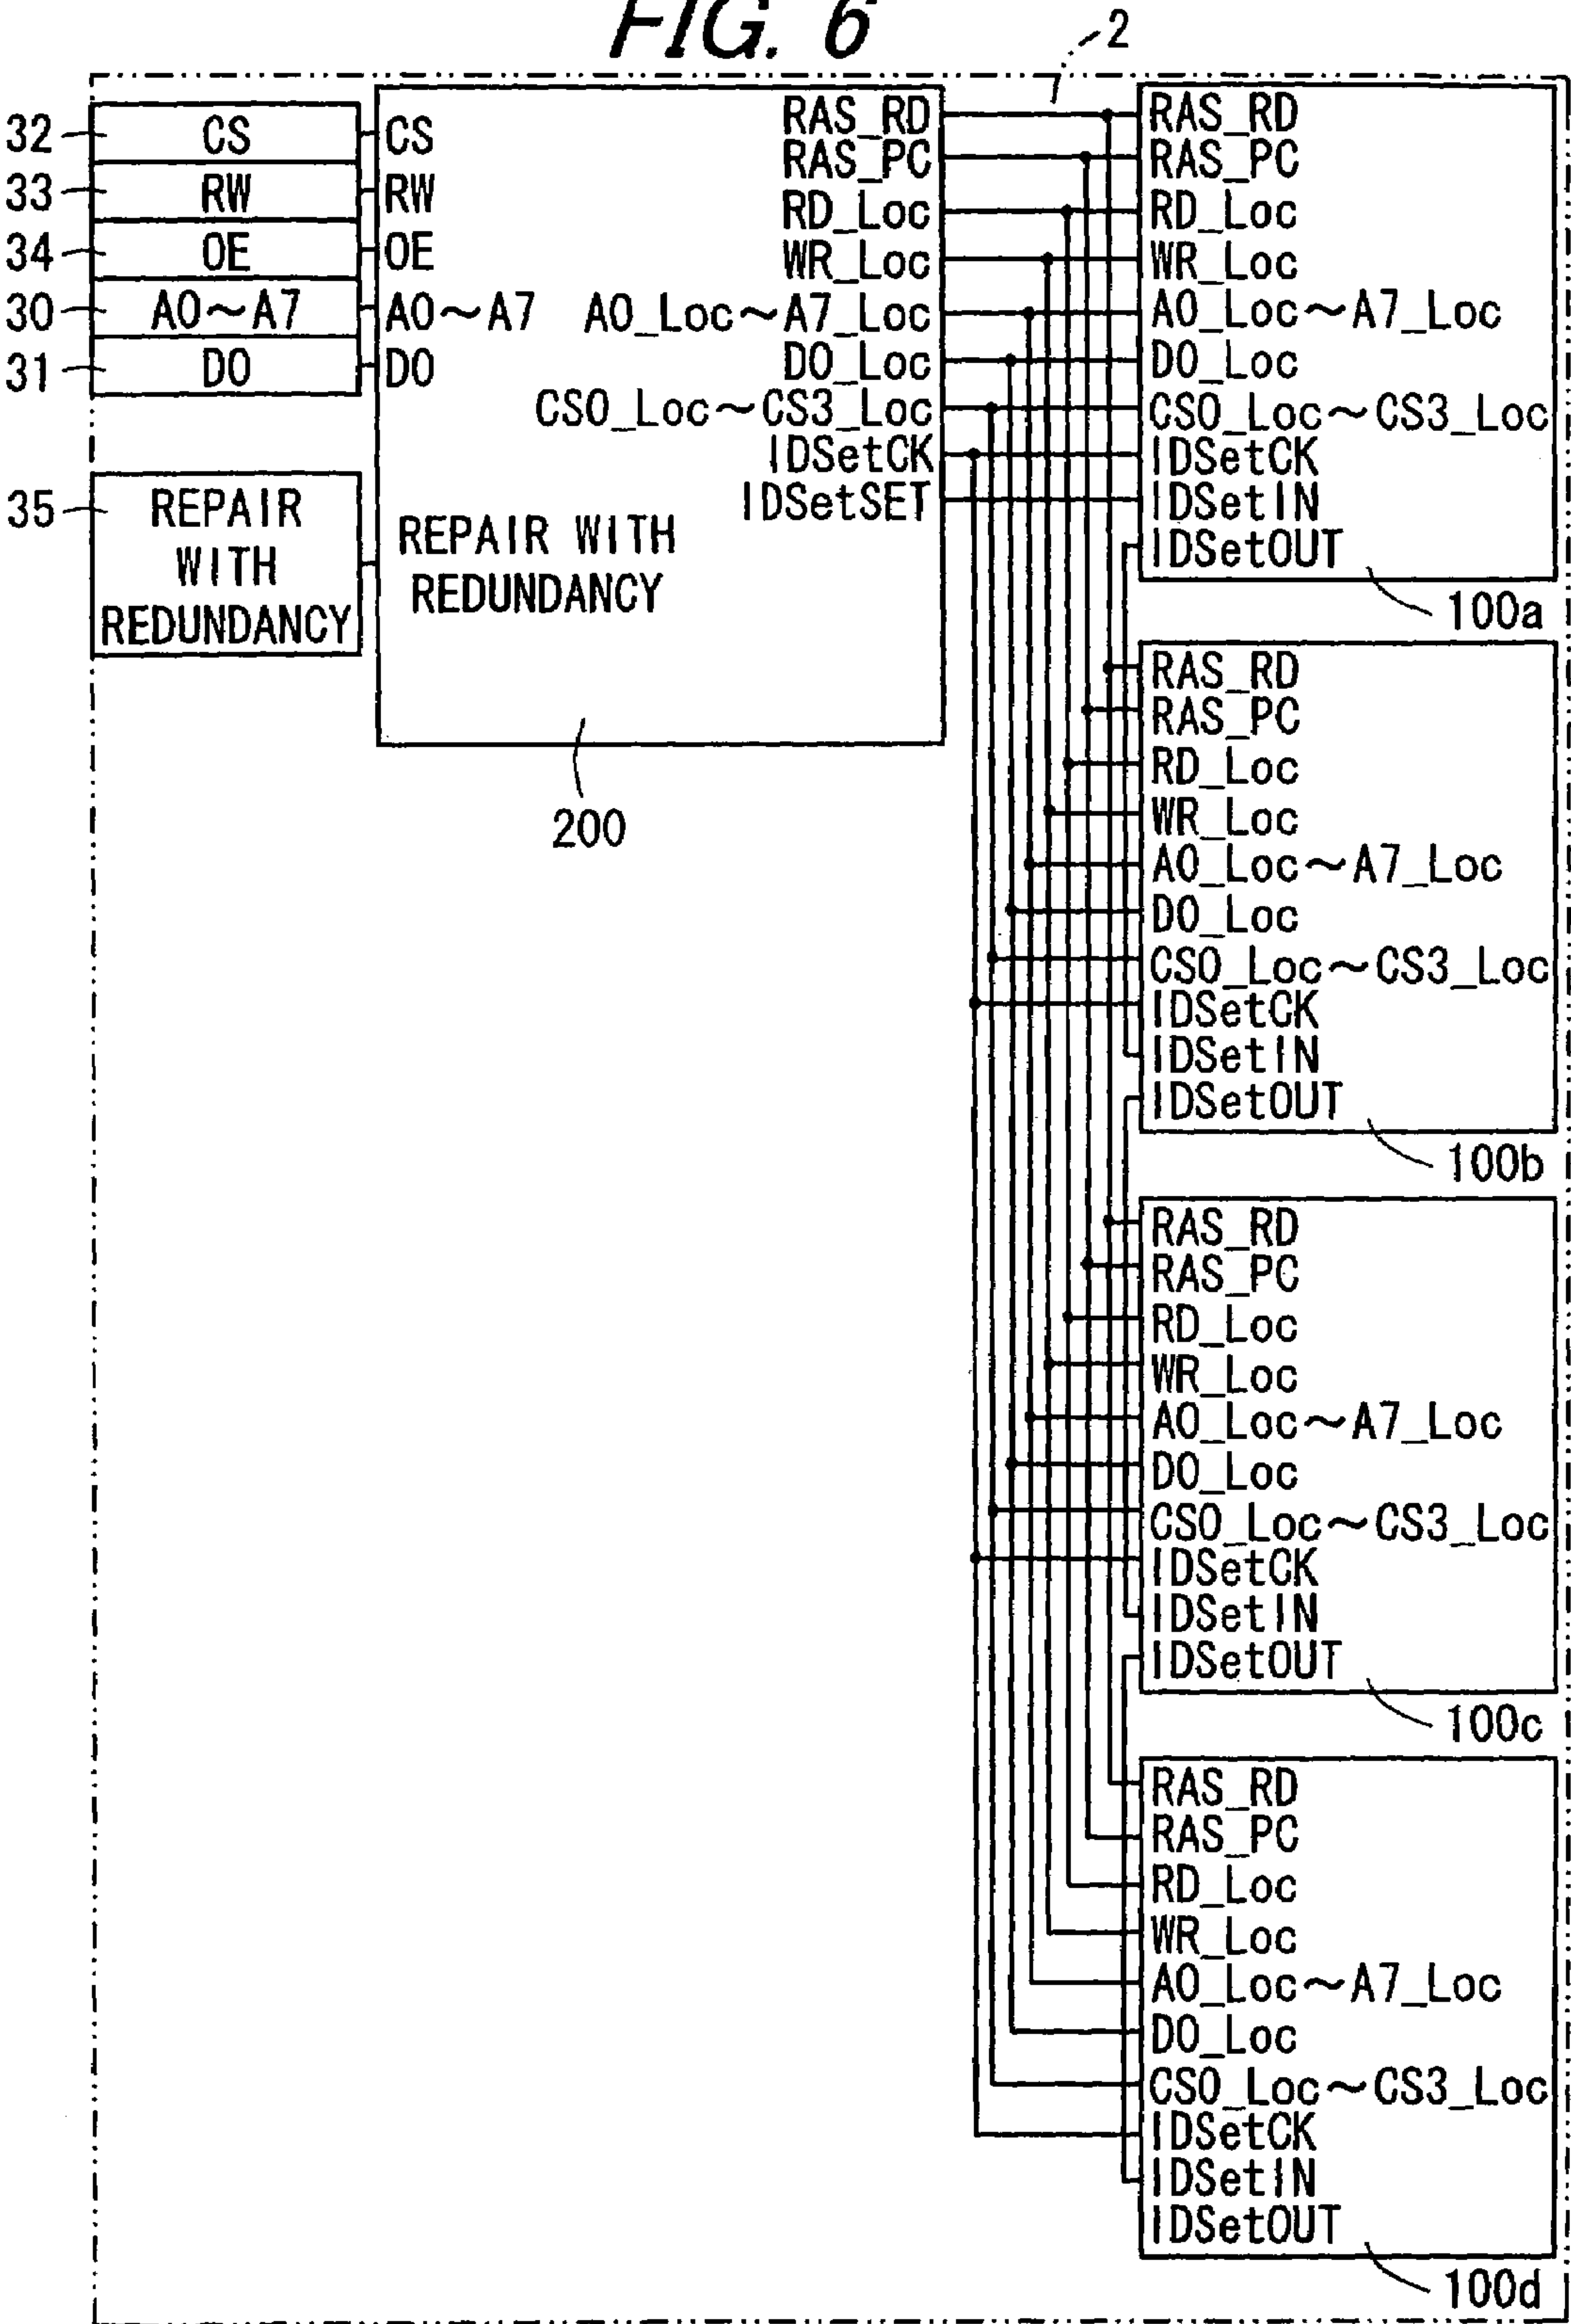 FIG. 6
2
32
CS
33
RW
34
OE
30
A0~A7
31
D0
35
REPAIR
WITH
REDUNDANCY
CS
RW
OE
A0~A7
D0
REPAIR WITH
REDUNDANCY
RAS_RD
RAS_PC
RD_Loc
WR_Loc
A0_Loc~A7_Loc
D0_Loc
CS0_Loc~CS3_Loc
IDSetCK
IDSetSET
200
RAS_RD
RAS_PC
RD_Loc
WR_Loc
A0_Loc~A7_Loc
D0_Loc
CS0_Loc~CS3_Loc
IDSetCK
IDSetIN
IDSetOUT
100a
RAS_RD
RAS_PC
RD_Loc
WR_Loc
A0_Loc~A7_Loc
D0_Loc
CS0_Loc~CS3_Loc
IDSetCK
IDSetIN
IDSetOUT
100b
RAS_RD
RAS_PC
RD_Loc
WR_Loc
A0_Loc~A7_Loc
D0_Loc
CS0_Loc~CS3_Loc
IDSetCK
IDSetIN
IDSetOUT
100c
RAS_RD
RAS_PC
RD_Loc
WR_Loc
A0_Loc~A7_Loc
D0_Loc
CS0_Loc~CS3_Loc
IDSetCK
IDSetIN
IDSetOUT
100d